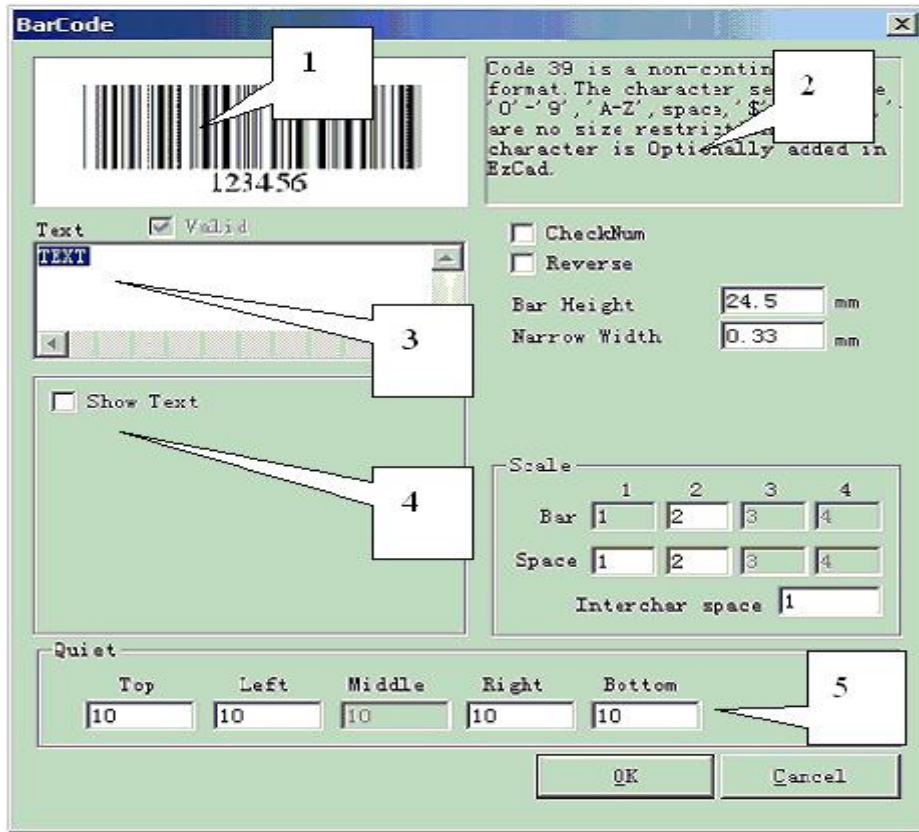 BarCode
1
123456
Code 39 is a non-contin
format.The character se
'0'-'9','A-Z',space,'$'
are no size restric
character is Optionally added in
EzCad.
2
Text Valid
TEXT
3
CheckNum
Reverse
Bar Height 24.5 mm
Narrow Width 0.33 mm
Show Text
4
Scale
1 2 3 4
Bar 1 2 3 4
Space 1 2 3 4
Interchar space 1
Quiet
Top Left Middle Right Bottom
10 10 10 10 10
5
OK Cancel